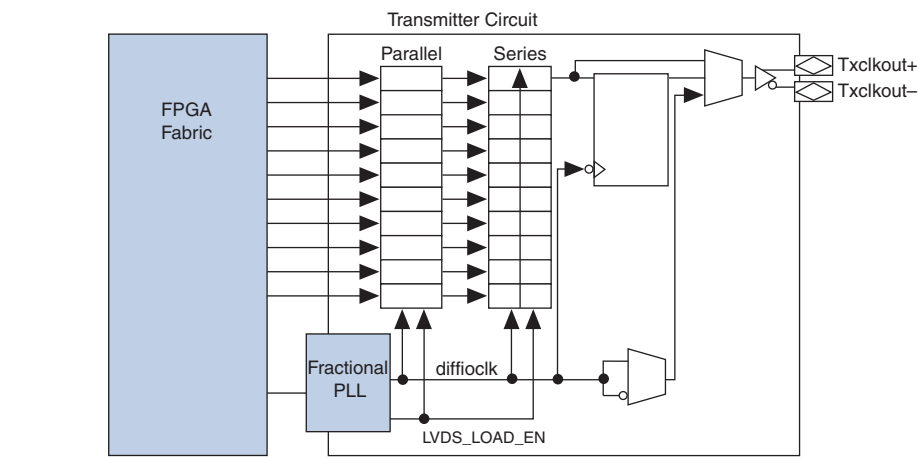 Transmitter Circuit
Parallel
Series
Txclkout+
Txclkout–
FPGA
Fabric
Fractional
PLL
diffioclk
LVDS_LOAD_EN